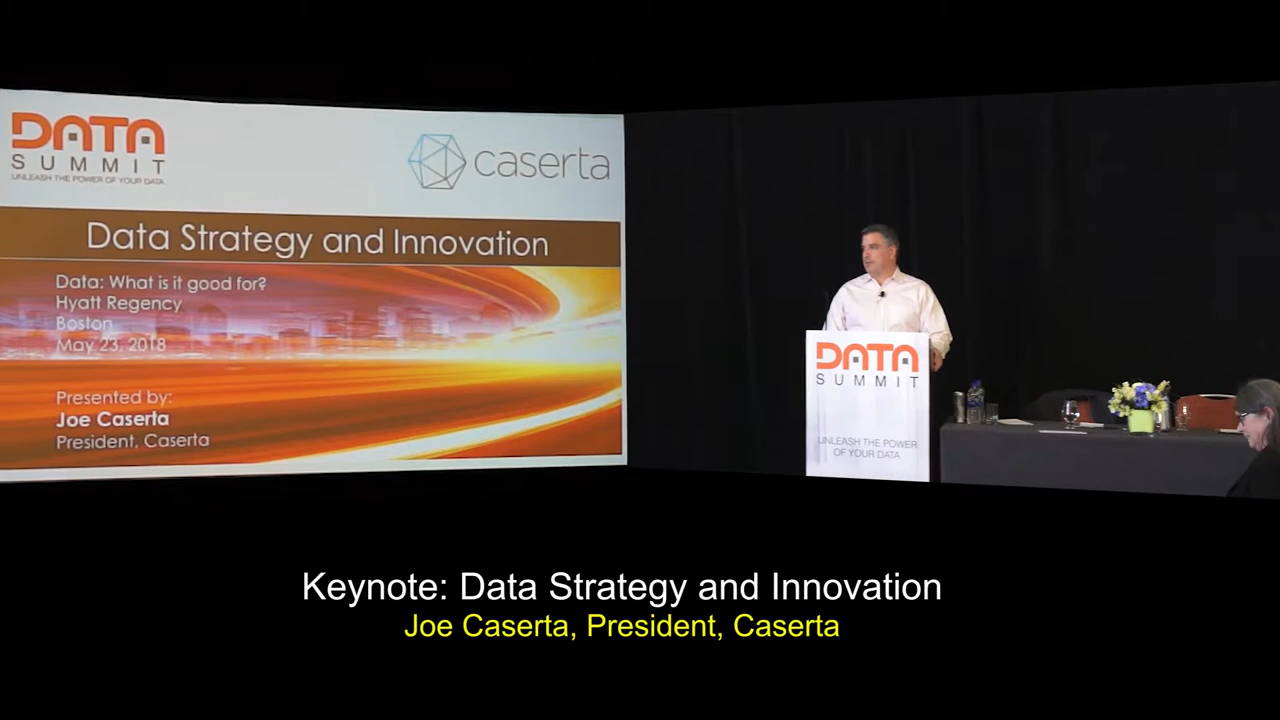 DATA
SUMMIT
UNLEASH THE POWER OF YOUR DATA
caserta
Data Strategy and Innovation
Data: What is it good for?
Hyatt Regency
Boston
May 23, 2018
Presented by:
Joe Caserta
President, Caserta
DATA
SUMMIT
UNLEASH THE POWER
OF YOUR DATA
Keynote: Data Strategy and Innovation
Joe Caserta, President, Caserta